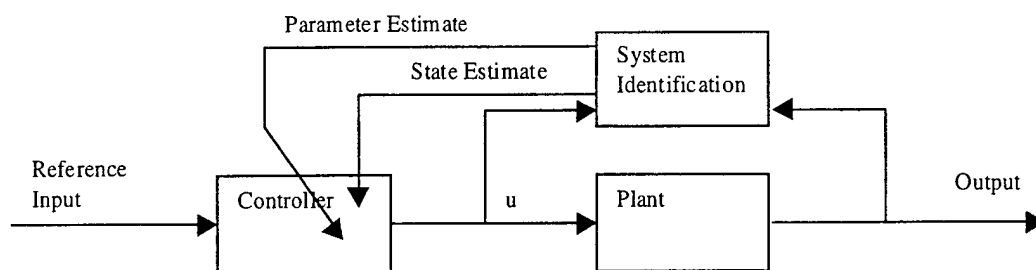 Parameter Estimate
State Estimate
System
Identification
Reference
Input
Controller
u
Plant
Output